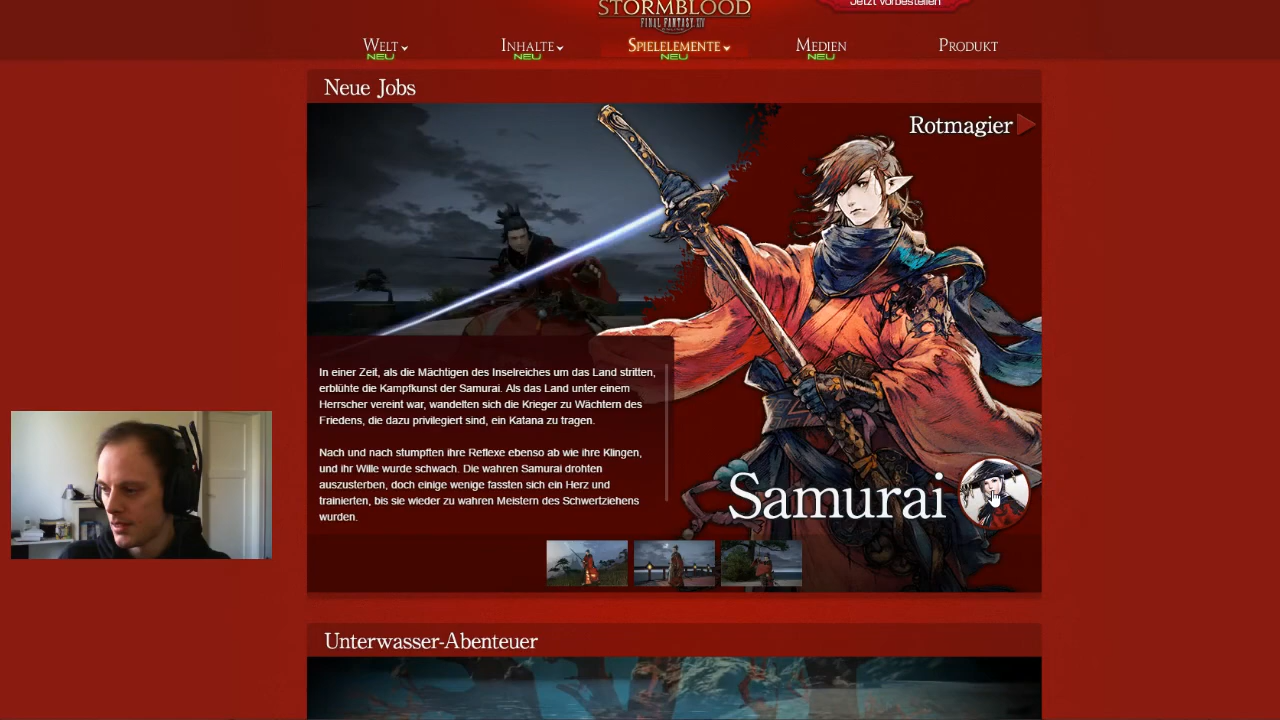 STORMBLOOD
FINAL FANTASY XIV
Jetzt vorbestellen
Welt
NEU
Inhalte
NEU
Spielelemente
NEU
Medien
NEU
Produkt
Neue Jobs
Rotmagier
In einer Zeit, als die Mächtigen des Inselreiches um das Land stritten,
erblühte die Kampfkunst der Samurai. Als das Land unter einem
Herrscher vereint war, wandelten sich die Krieger zu Wächtern des
Friedens, die dazu privilegiert sind, ein Katana zu tragen.
Nach und nach stumpften ihre Reflexe ebenso ab wie ihre Klingen,
und ihr Wille wurde schwach. Die wahren Samurai drohten
auszusterben, doch einige wenige fassten sich ein Herz und
trainierten, bis sie wieder zu wahren Meistern des Schwertziehens
wurden.
Samurai
Unterwasser-Abenteuer